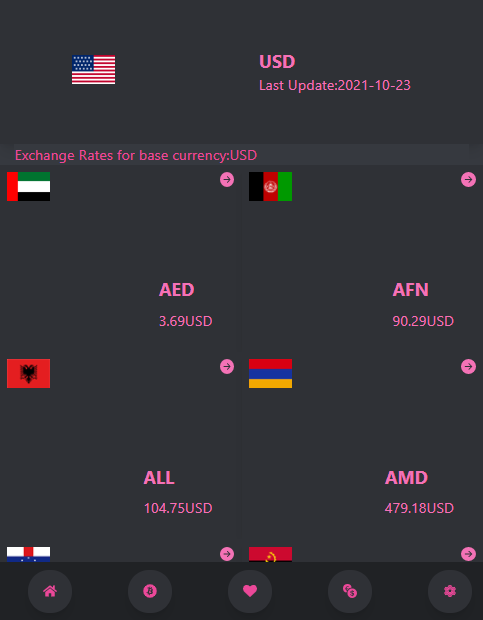 USD
Last Update:2021-10-23
Exchange Rates for base currency:USD
AED
3.69USD
AFN
90.29USD
ALL
104.75USD
AMD
479.18USD